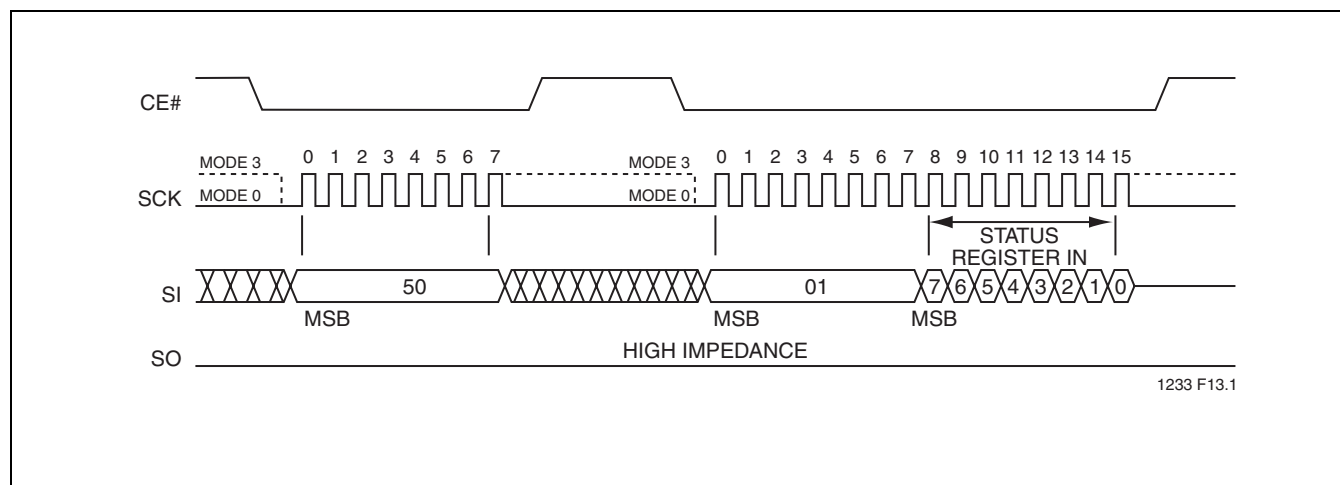 CE#
MODE 3 0 1 2 3 4 5 6 7 MODE 3 0 1 2 3 4 5 6 7 8 9 10 11 12 13 14 15
SCK MODE 0 MODE 0
STATUS
REGISTER IN
SI 50 01 7 6 5 4 3 2 1 0
MSB MSB MSB
SO HIGH IMPEDANCE
1233 F13.1